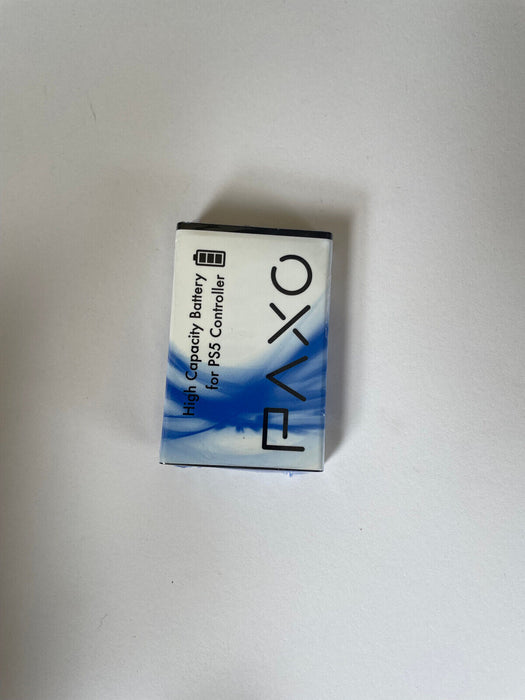 High Capacity Battery
for PS5 Controller
PAXO